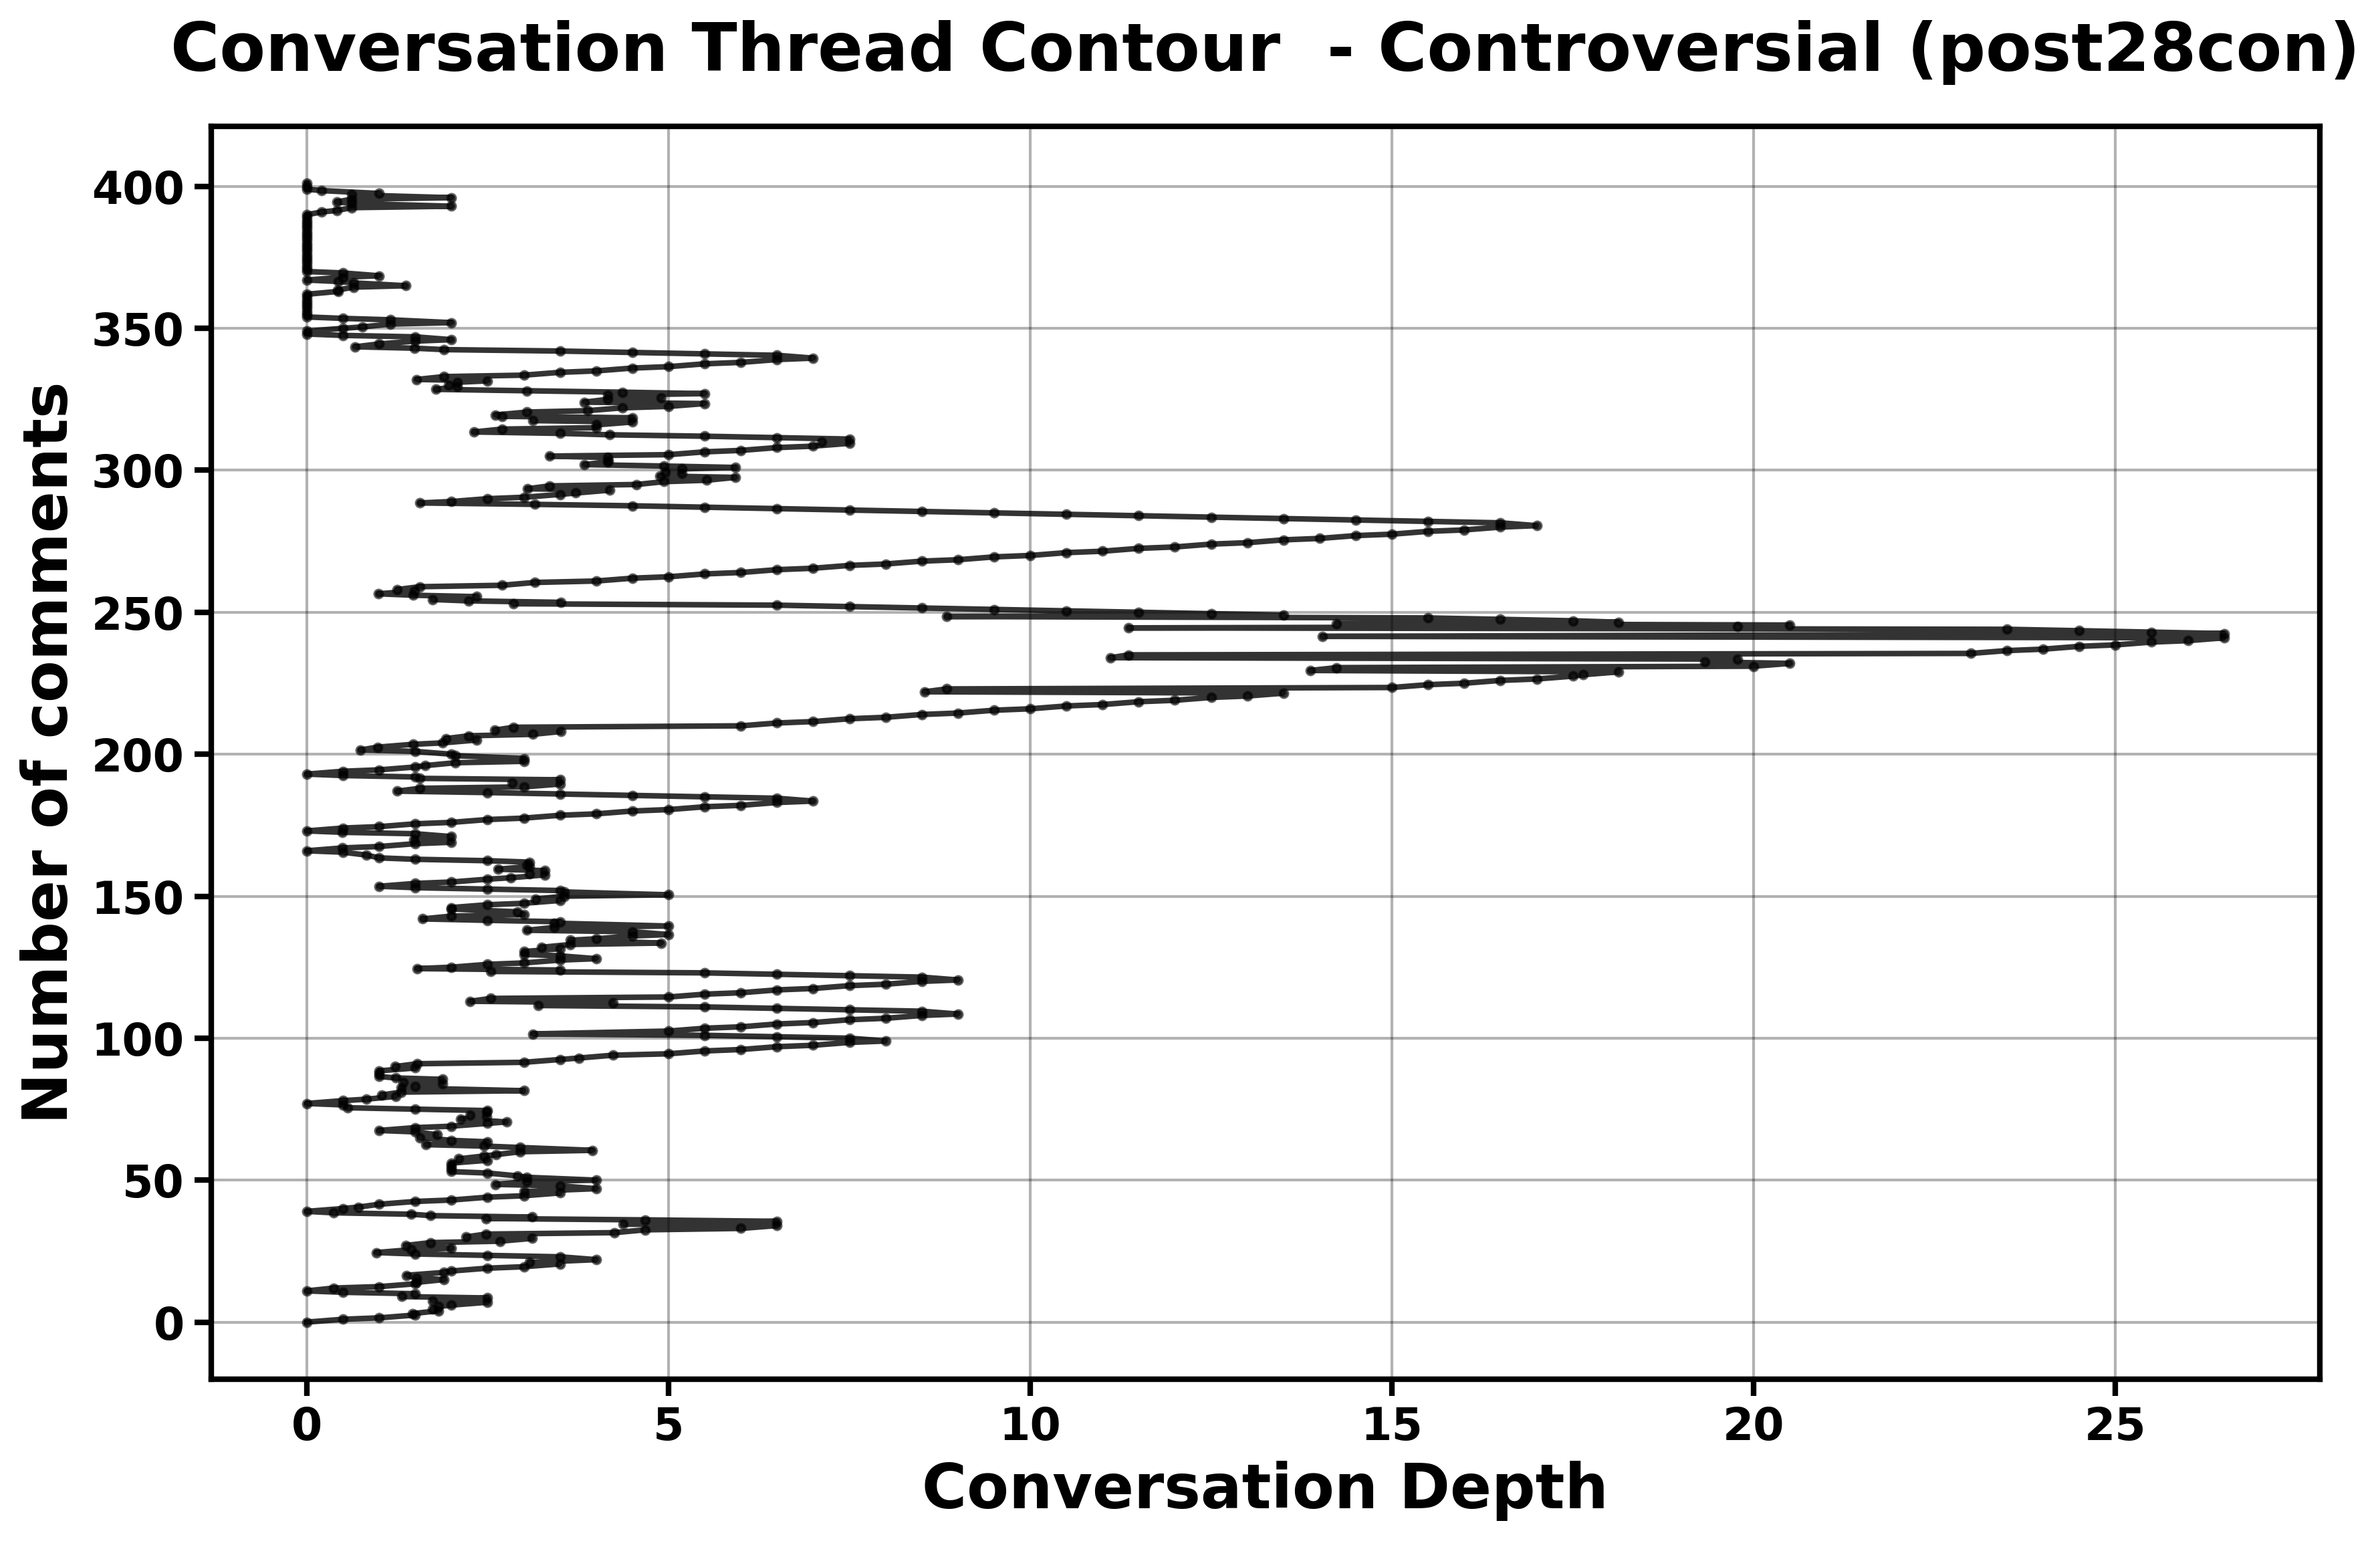 Conversation Thread Contour  - Controversial (post28con)
Number of comments
400
350
300
250
200
150
100
50
0
0 5 10 15 20 25
Conversation Depth